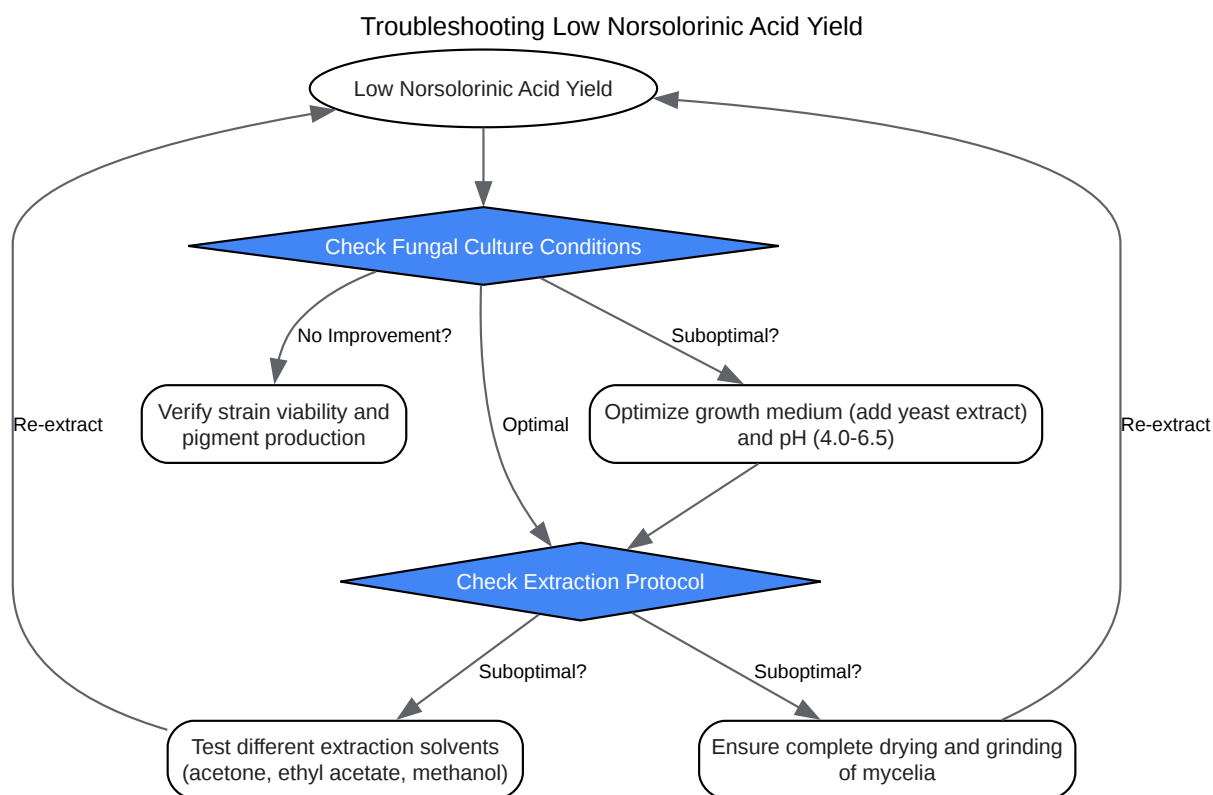 Troubleshooting Low Norsolorinic Acid Yield
Low Norsolorinic Acid Yield
Check Fungal Culture Conditions
No Improvement?
Suboptimal?
Verify strain viability and
pigment production
Optimal
Optimize growth medium (add yeast extract)
and pH (4.0-6.5)
Re-extract
Re-extract
Check Extraction Protocol
Suboptimal?
Suboptimal?
Test different extraction solvents
(acetone, ethyl acetate, methanol)
Ensure complete drying and grinding
of mycelia